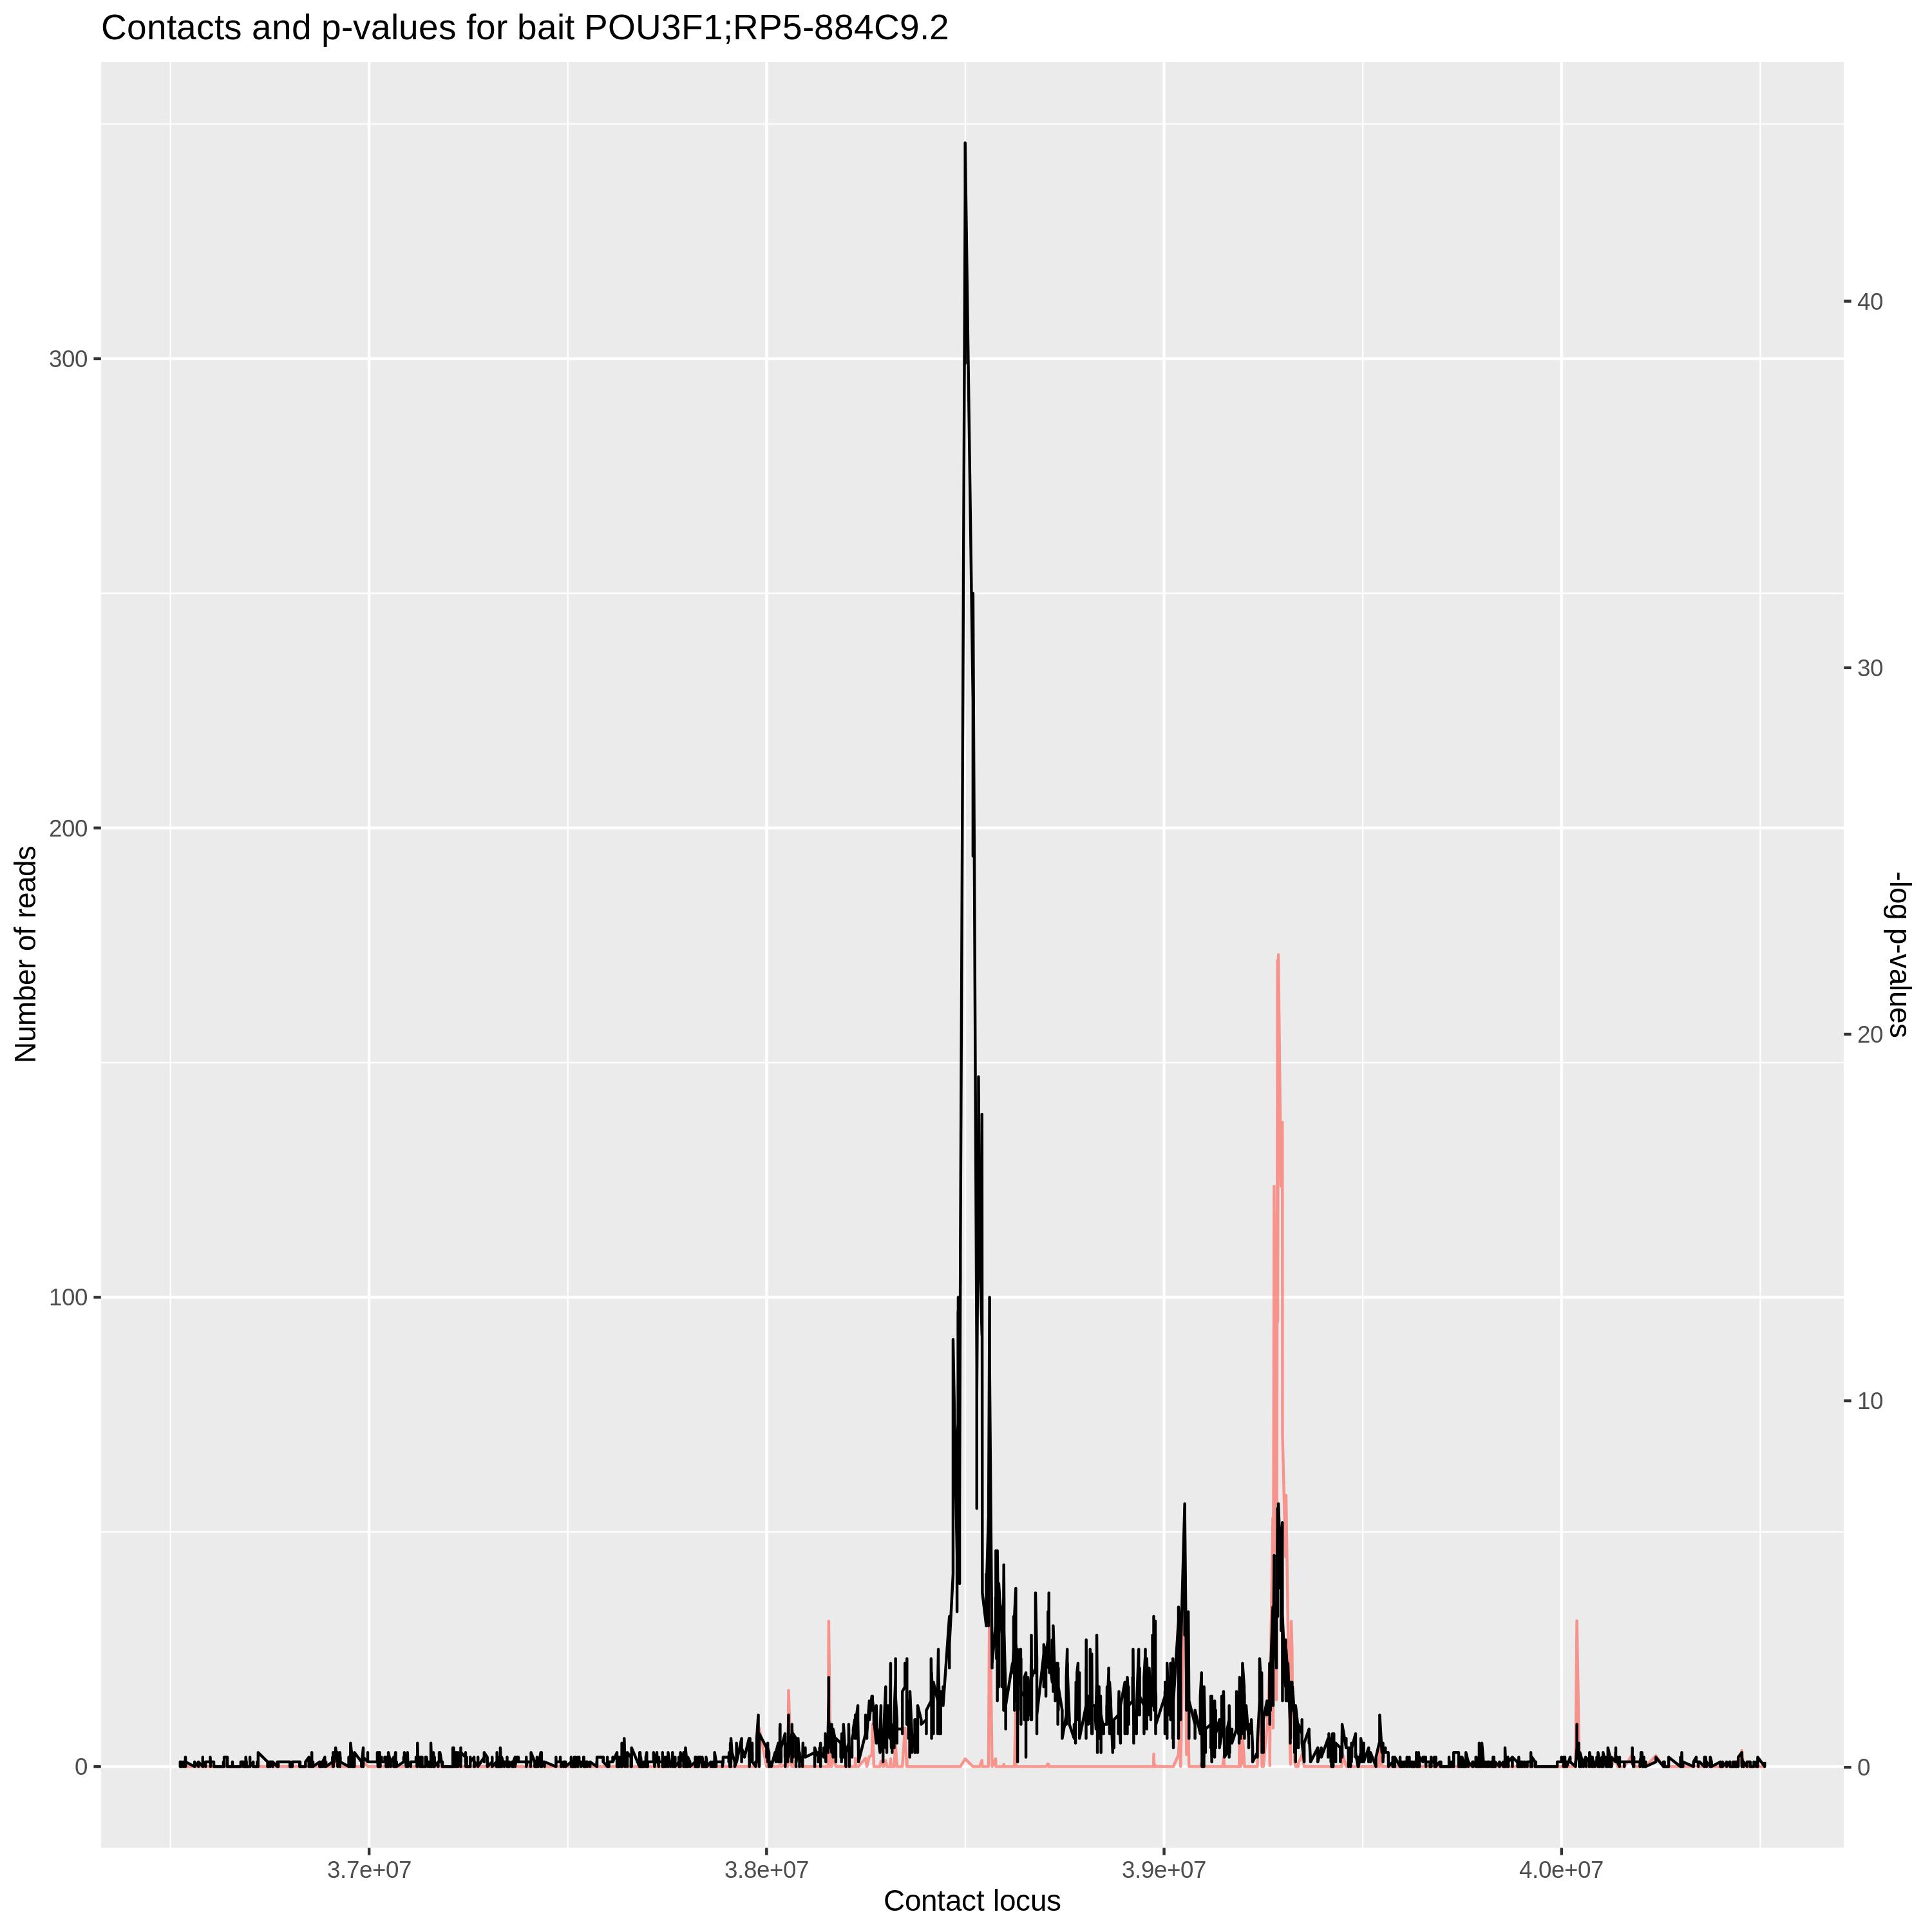 Contacts and p-values for bait POU3F1;RP5-884C9.2
300
200
100
0
Number of reads
40
30
20
10
0
-log p-values
3.7e+07
3.8e+07
3.9e+07
4.0e+07
Contact locus